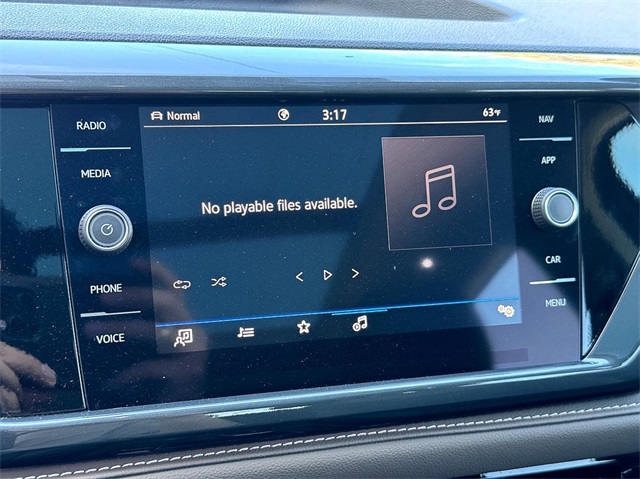 RADIO
MEDIA
PHONE
VOICE
Normal
3:17
63°F
No playable files available.
NAV
APP
CAR
MENU